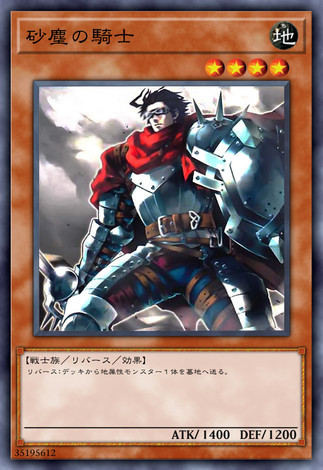 砂塵の騎士
地
【戦士族／リバース／効果】
リバース：デッキから地属性モンスター１体を墓地へ送る。
ATK/1400 DEF/1200
35195612